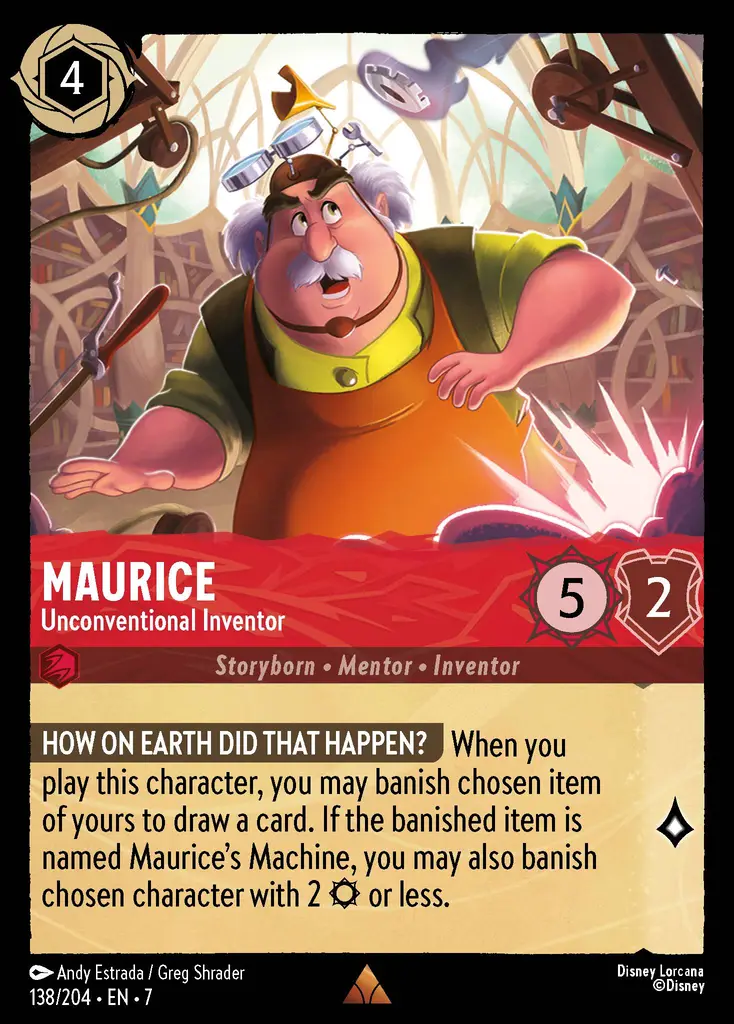 4
MAURICE
Unconventional Inventor
5
2
Storyborn • Mentor • Inventor
HOW ON EARTH DID THAT HAPPEN? When you
play this character, you may banish chosen item
of yours to draw a card. If the banished item is
named Maurice's Machine, you may also banish
chosen character with 2 or less.
Andy Estrada / Greg Shrader
138/204 • EN • 7
Disney Lorcana
©Disney